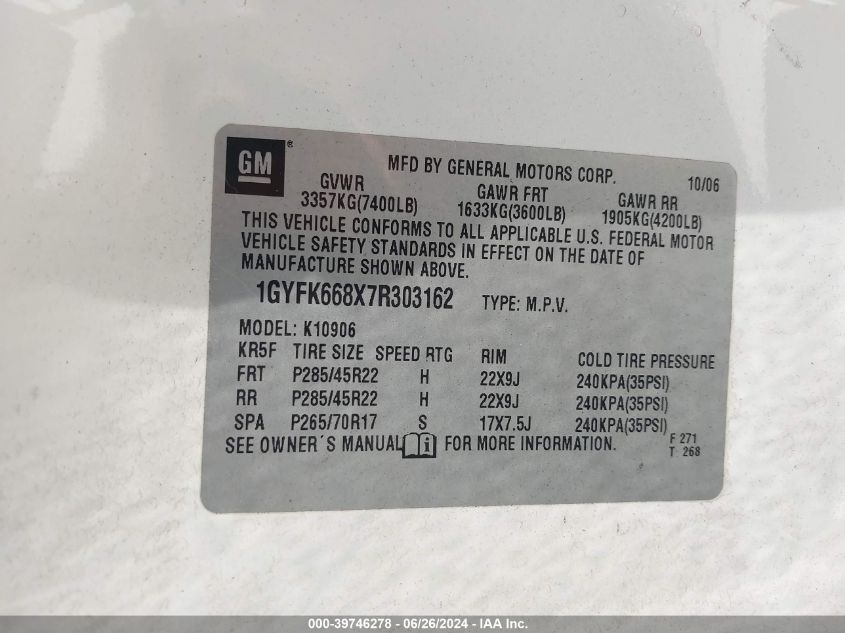 GM®
MFD BY GENERAL MOTORS CORP. 10/06
GVWR GAWR FRT GAWR RR
3357KG(7400LB) 1633KG(3600LB) 1905KG(4200LB)
THIS VEHICLE CONFORMS TO ALL APPLICABLE U.S. FEDERAL MOTOR
VEHICLE SAFETY STANDARDS IN EFFECT ON THE DATE OF
MANUFACTURE SHOWN ABOVE.
1GYFK668X7R303162 TYPE: M.P.V.
MODEL: K10906
KR5F TIRE SIZE SPEED RTG RIM COLD TIRE PRESSURE
FRT P285/45R22 H 22X9J 240KPA(35PSI)
RR P285/45R22 H 22X9J 240KPA(35PSI)
SPA P265/70R17 S 17X7.5J 240KPA(35PSI)
SEE OWNER´S MANUAL i FOR MORE INFORMATION.
F 271
T 268
000-39746278 - 06/26/2024 - IAA Inc.